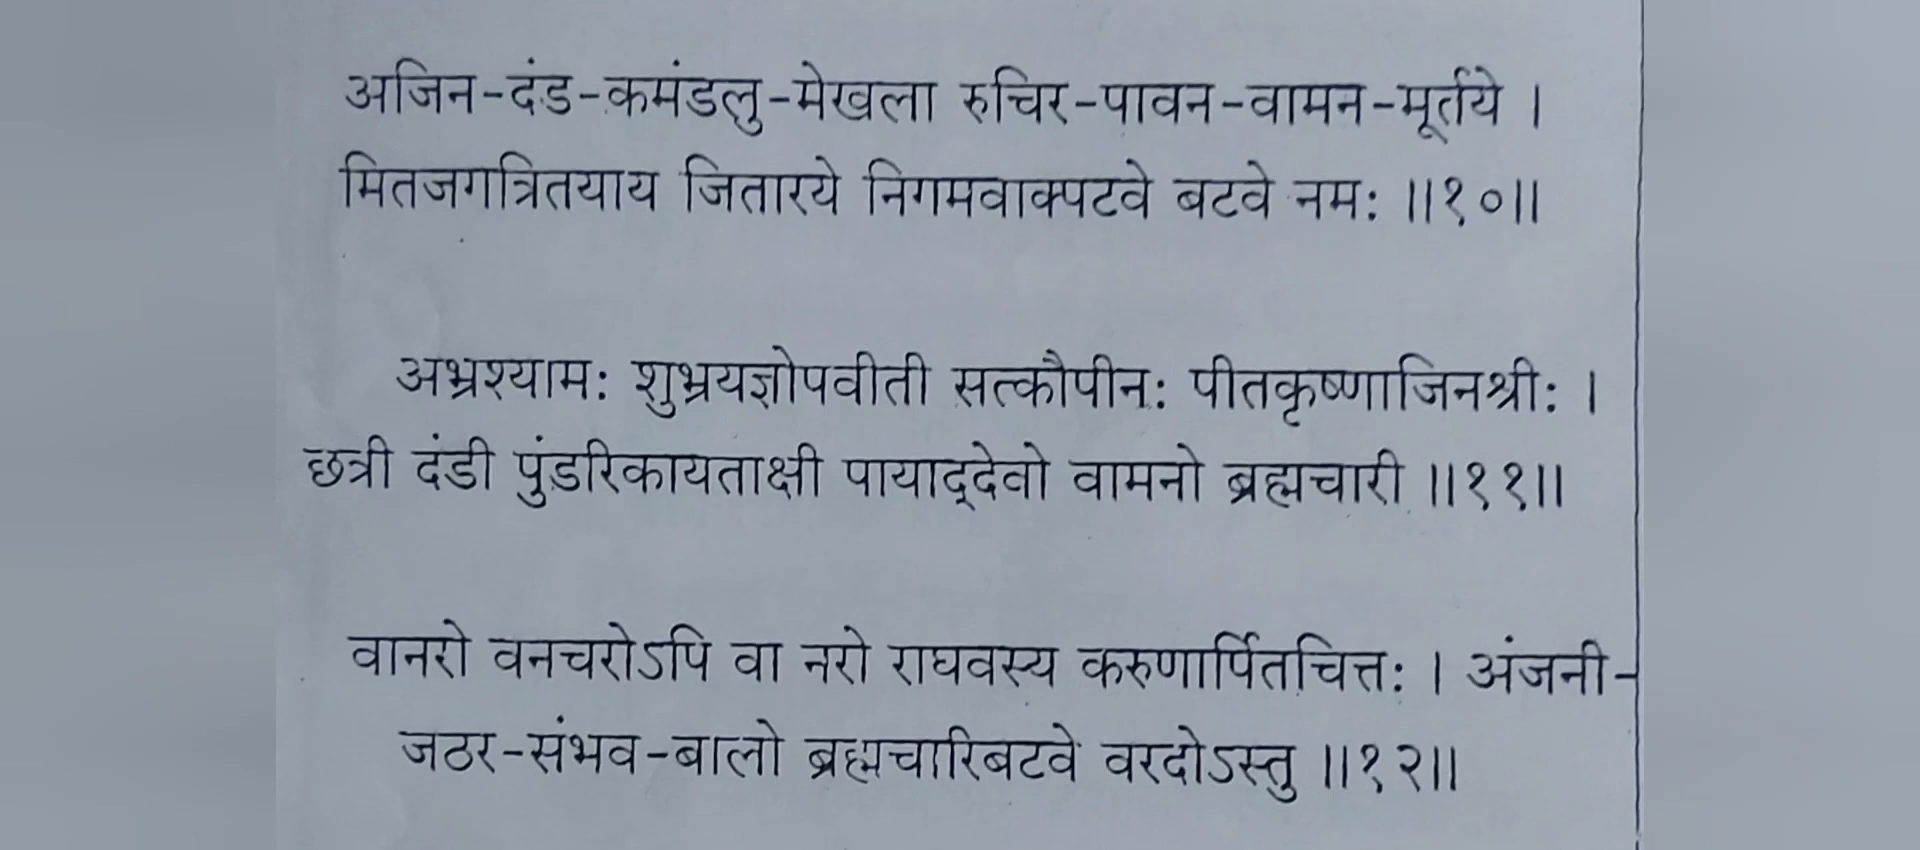 अजिन-दंड-कमंडलु-मेखला रुचिर-पावन-वामन-मूर्तये ।
मितजगत्रितयाय जितारये निगमवाक्पटवे बटवे नमः ॥१०॥
अभ्रश्यामः शुभ्रयज्ञोपवीती सत्कौपीनः पीतकृष्णाजिनश्रीः ।
छत्री दंडी पुंडरिकायताक्षी पायाद्देवो वामनो ब्रह्मचारी ॥११॥
वानरो वनचरोऽपि वा नरो राघवस्य करुणार्पितचित्तः । अंजनी-
जठर-संभव-बालो ब्रह्मचारिबटवे वरदोऽस्तु ॥१२॥